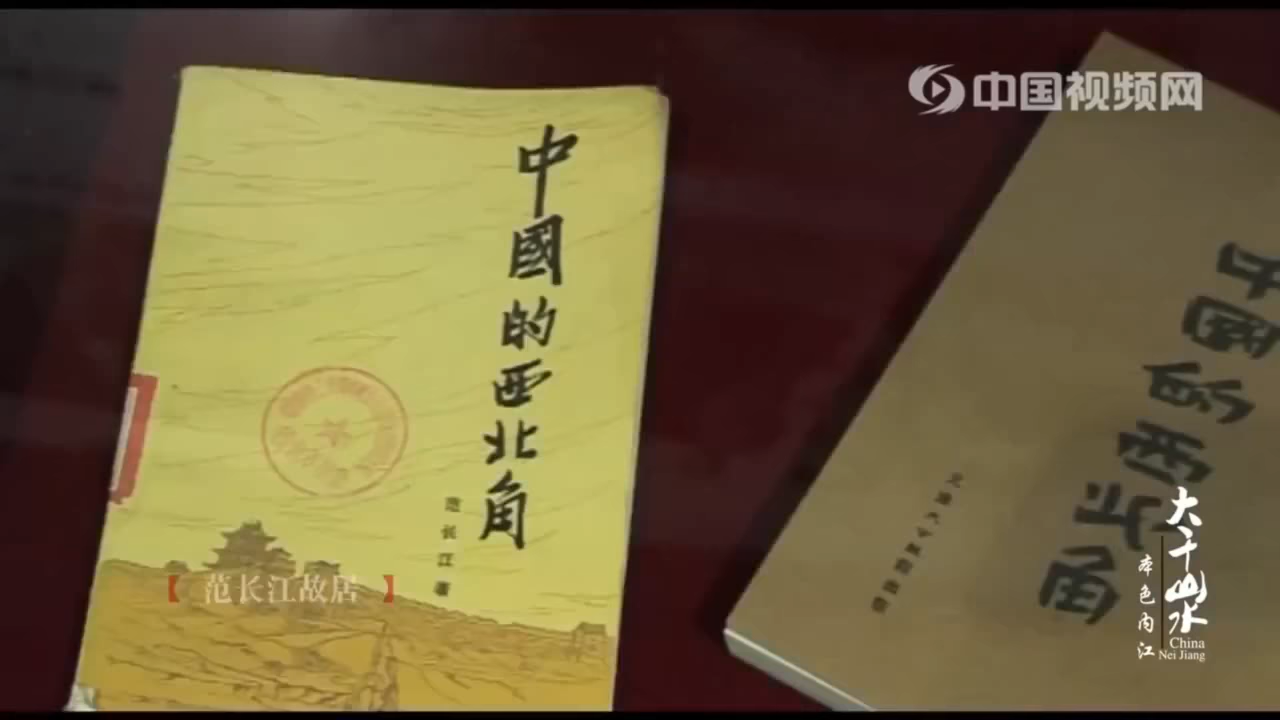 中國的西北角
范长江著
中国视频网
中國的西北角
【 范长江故居 】
大千山水
本色内江
China
Nei Jiang